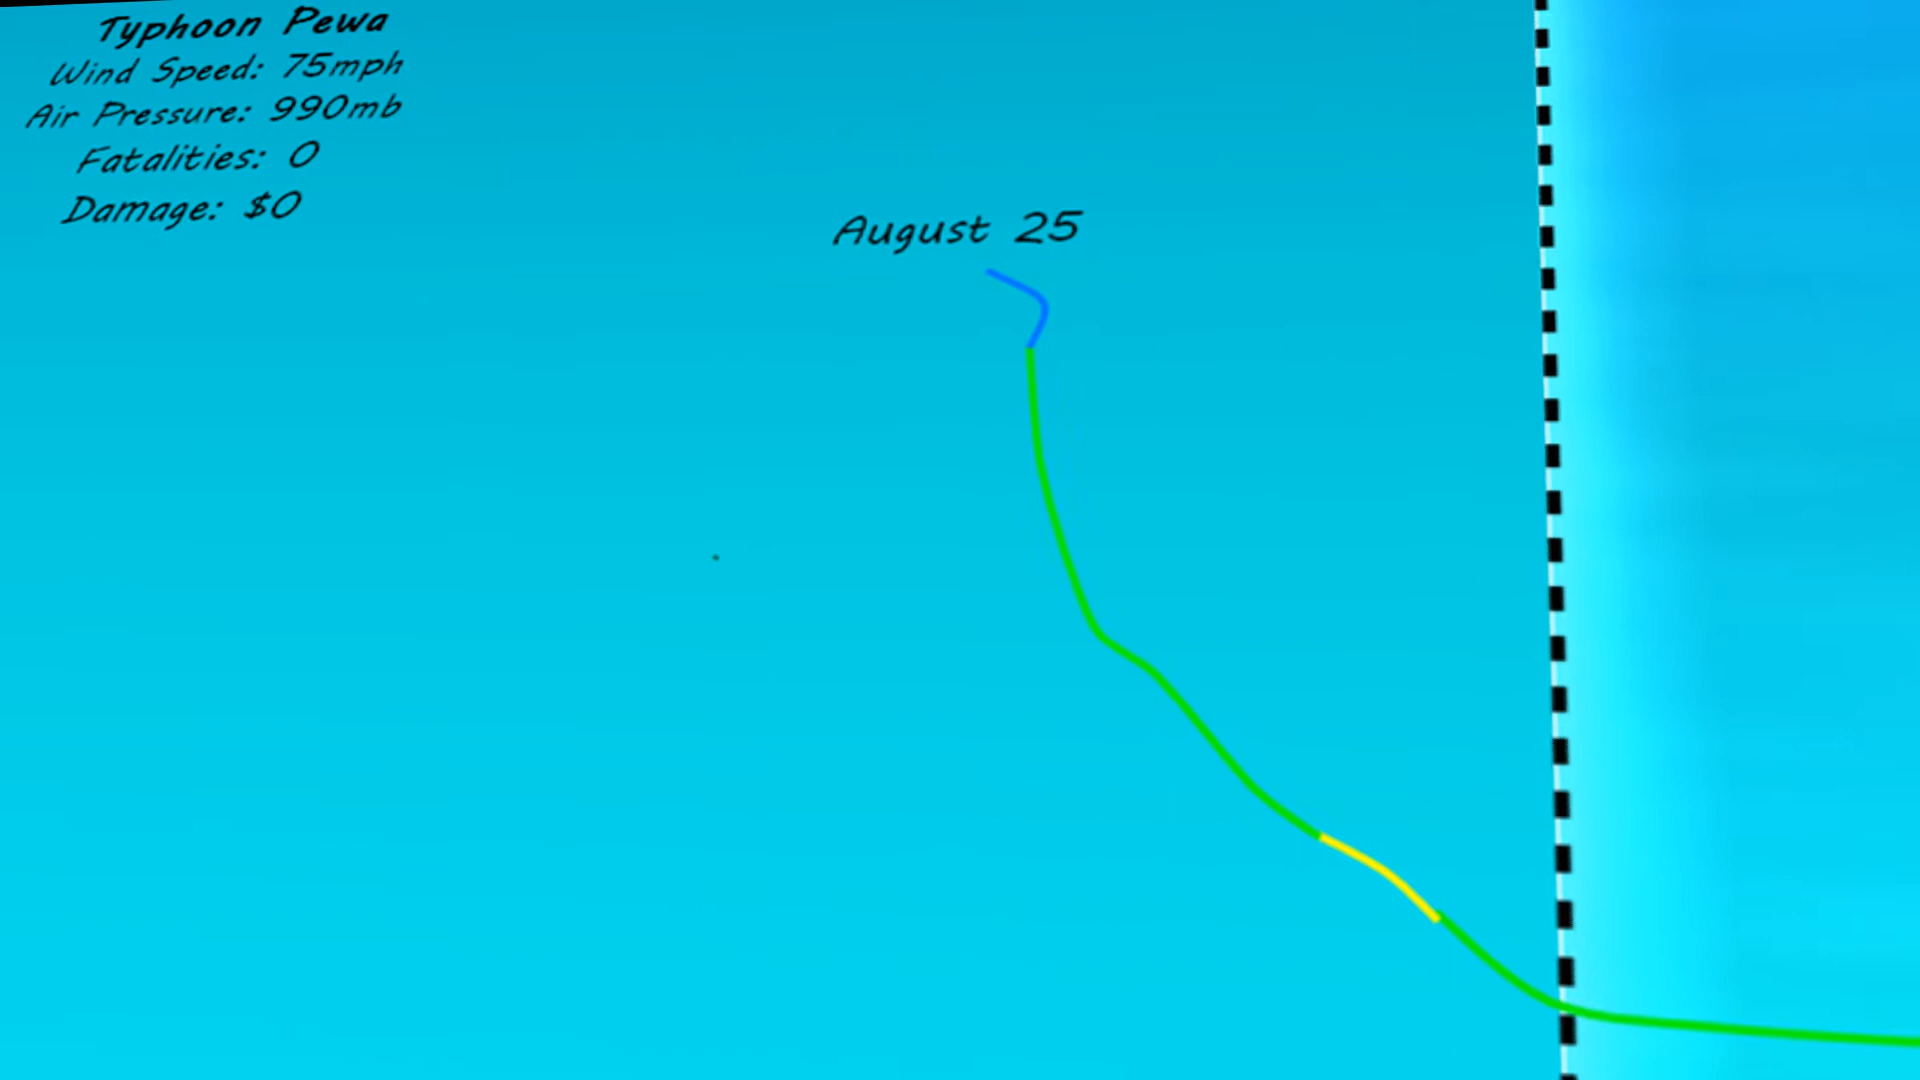 Typhoon Pewa
Wind Speed: 75mph
Air Pressure: 990mb
Fatalities: 0
Damage: $0
August 25